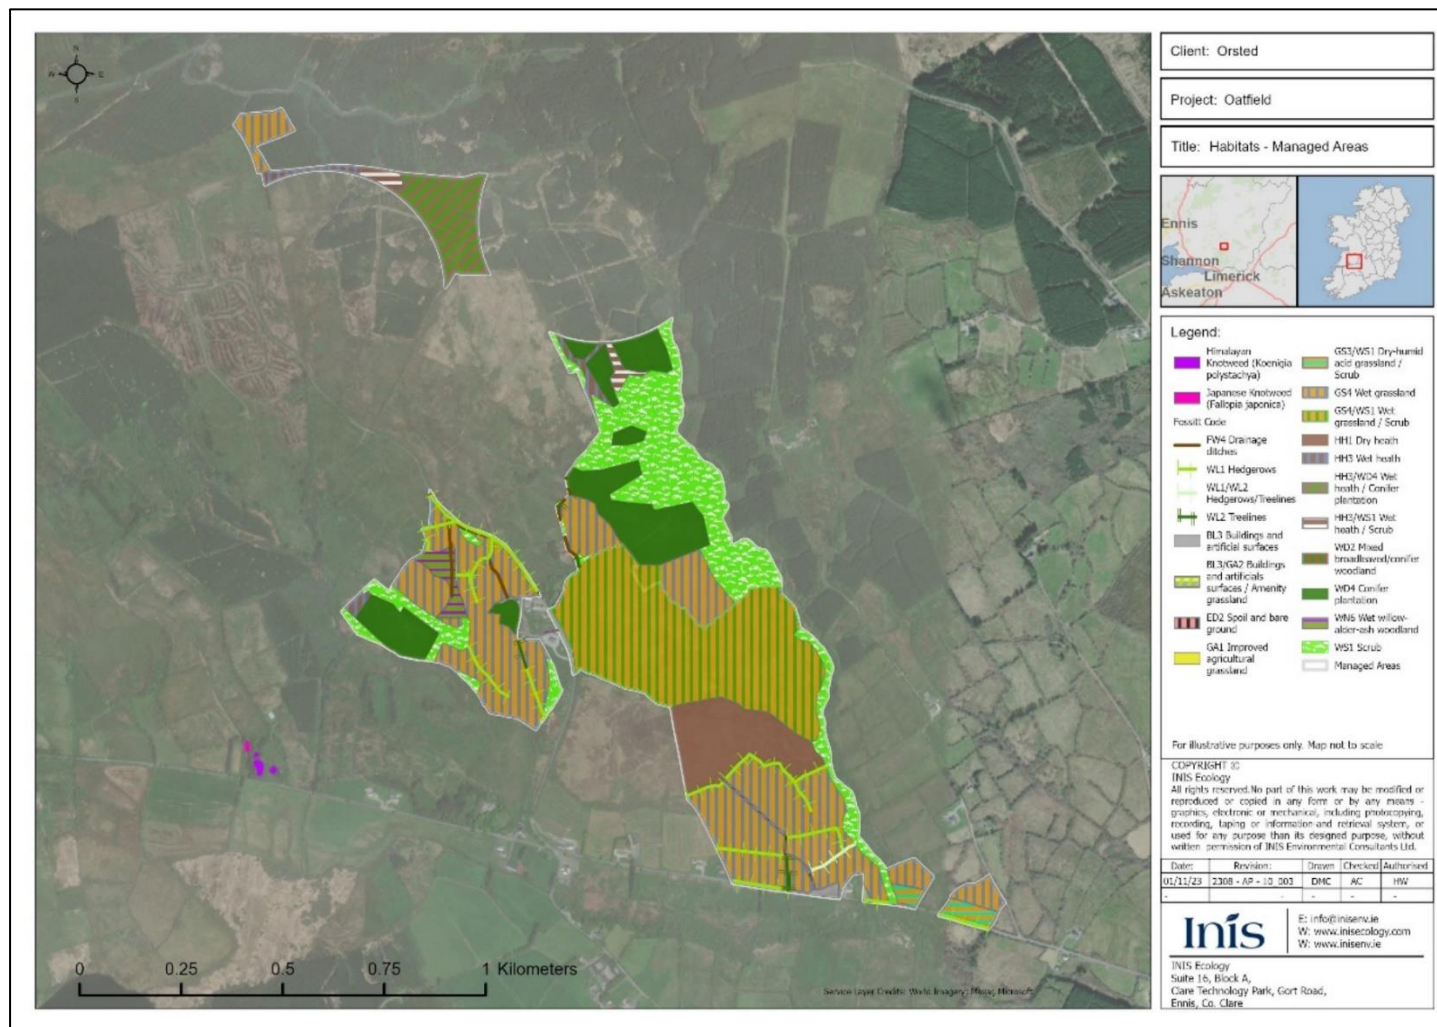 N
W
E
S
0 0.25 0.5 0.75 1 Kilometers
Service Layer Credits: World Imagery: Maxar, Microsoft
Client: Orsted
Project: Oatfield
Title: Habitats - Managed Areas
Ennis
Shannon
Limerick
Askeaton
Legend:
Himalayan
Knotweed (Koenigia
polystachya)
Japanese Knotweed
(Fallopia japonica)
Fossitt Code
FW4 Drainage
ditches
WL1 Hedgerows
WL1/WL2
Hedgerows/Treelines
WL2 Treelines
BL3 Buildings and
artificial surfaces
BL3/GA2 Buildings
and artificials
surfaces / Amenity
grassland
ED2 Spoil and bare
ground
GA1 Improved
agricultural
grassland
GS3/WS1 Dry-humid
acid grassland /
Scrub
GS4 Wet grassland
GS4/WS1 Wet
grassland / Scrub
HH1 Dry heath
HH3 Wet heath
HH3/WD4 Wet
heath / Conifer
plantation
HH3/WS1 Wet
heath / Scrub
WD2 Mixed
broadleaved/conifer
woodland
WD4 Conifer
plantation
WN6 Wet willow-
alder-ash woodland
WS1 Scrub
Managed Areas
For illustrative purposes only. Map not to scale
COPYRIGHT ©
INIS Ecology
All rights reserved.No part of this work may be modified or
reproduced or copied in any form or by any means -
graphics, electronic or mechanical, including photocopying,
recording, taping or information and retrieval system, or
used for any purpose than its designed purpose, without
written permission of INIS Environmental Consultants Ltd.
Date: Revision: Drawn Checked Authorised
01/11/23 2308 - AP - 10_003 DMC AC HW
- - - - -
Inis
E: info@inisenv.ie
W: www.inisecology.com
W: www.inisenv.ie
INIS Ecology
Suite 16, Block A,
Clare Technology Park, Gort Road,
Ennis, Co. Clare